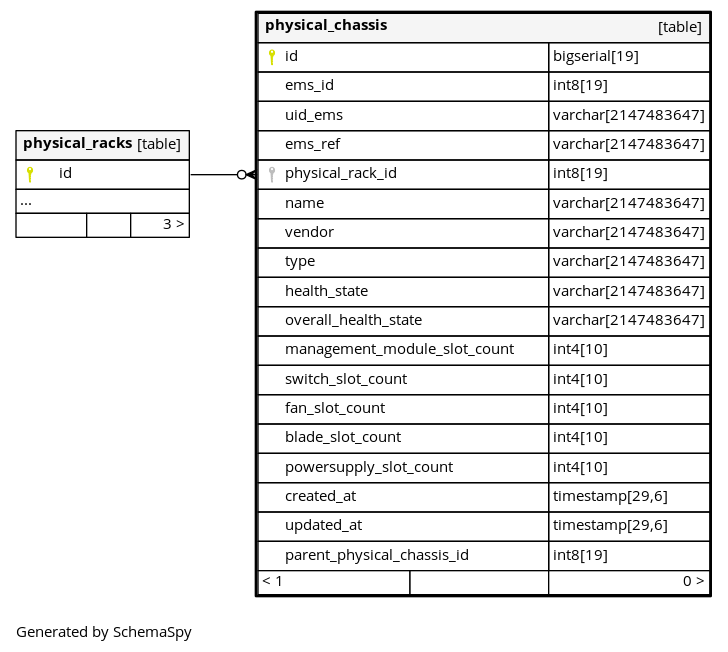 physical_chassis [table]
id bigserial[19]
ems_id int8[19]
uid_ems varchar[2147483647]
ems_ref varchar[2147483647]
physical_rack_id int8[19]
name varchar[2147483647]
vendor varchar[2147483647]
type varchar[2147483647]
health_state varchar[2147483647]
overall_health_state varchar[2147483647]
management_module_slot_count int4[10]
switch_slot_count int4[10]
fan_slot_count int4[10]
blade_slot_count int4[10]
powersupply_slot_count int4[10]
created_at timestamp[29,6]
updated_at timestamp[29,6]
parent_physical_chassis_id int8[19]
< 1 0 >
physical_racks [table]
id
...
3 >
Generated by SchemaSpy